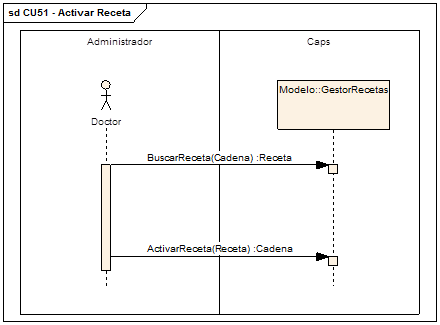 sd CU51 - Activar Receta
Administrador
Caps
Modelo::GestorRecetas
Doctor
BuscarReceta(Cadena) :Receta
ActivarReceta(Receta) :Cadena